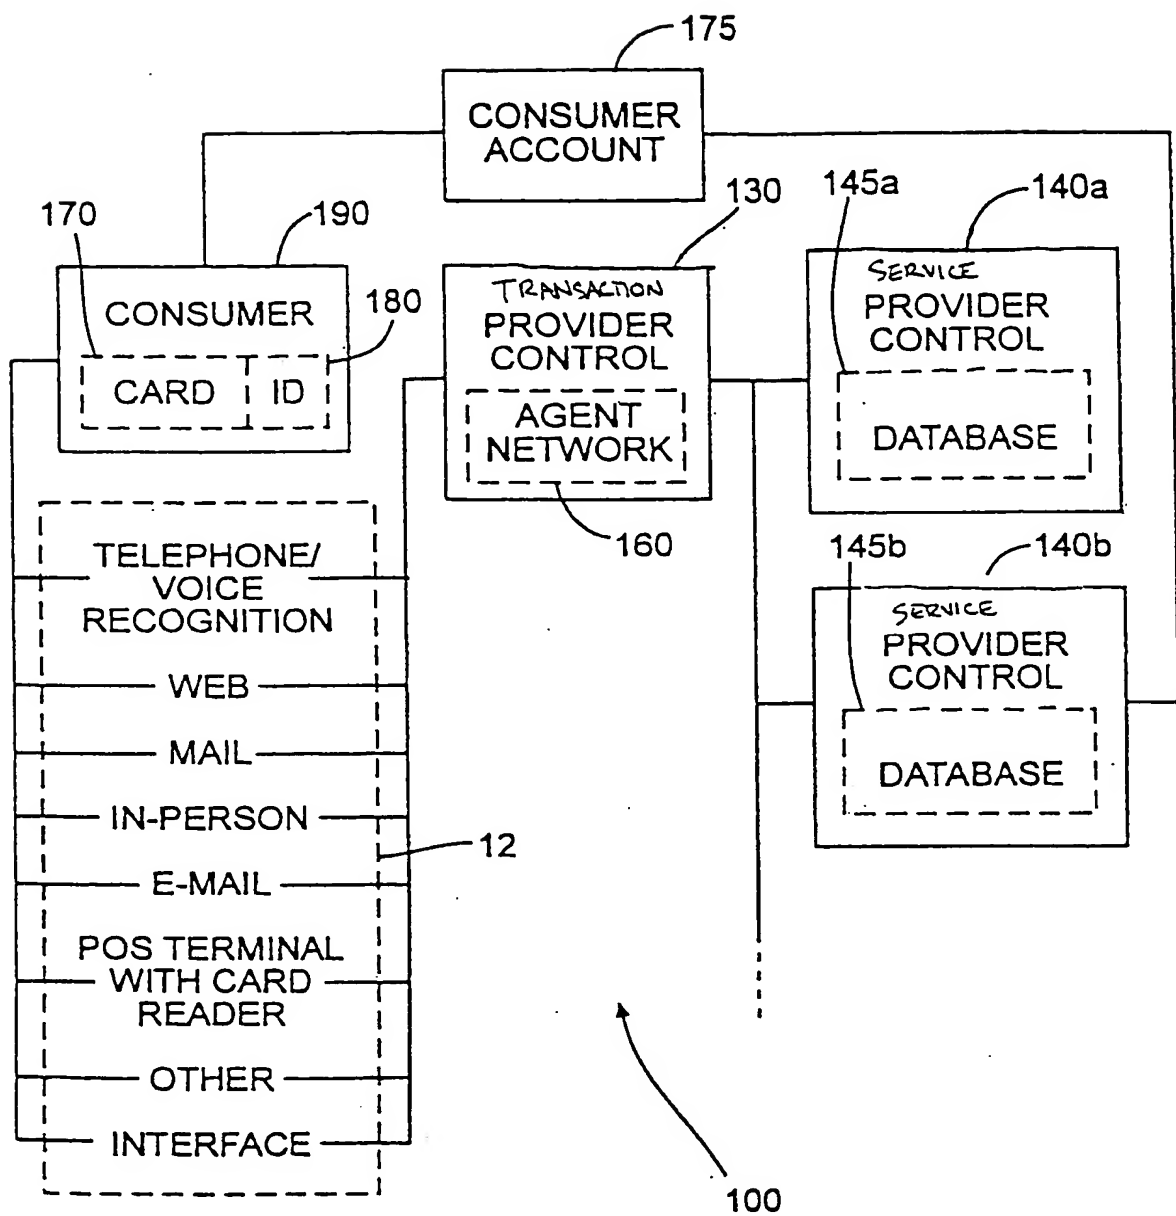 175
CONSUMER
ACCOUNT
170
190
130
145a
140a
CONSUMER
180
CARD
ID
TRANSACTION
PROVIDER
CONTROL
AGENT
NETWORK
160
SERVICE
PROVIDER
CONTROL
DATABASE
145b
140b
SERVICE
PROVIDER
CONTROL
DATABASE
TELEPHONE/
VOICE
RECOGNITION
WEB
MAIL
IN-PERSON
12
E-MAIL
POS TERMINAL
WITH CARD
READER
OTHER
INTERFACE
100